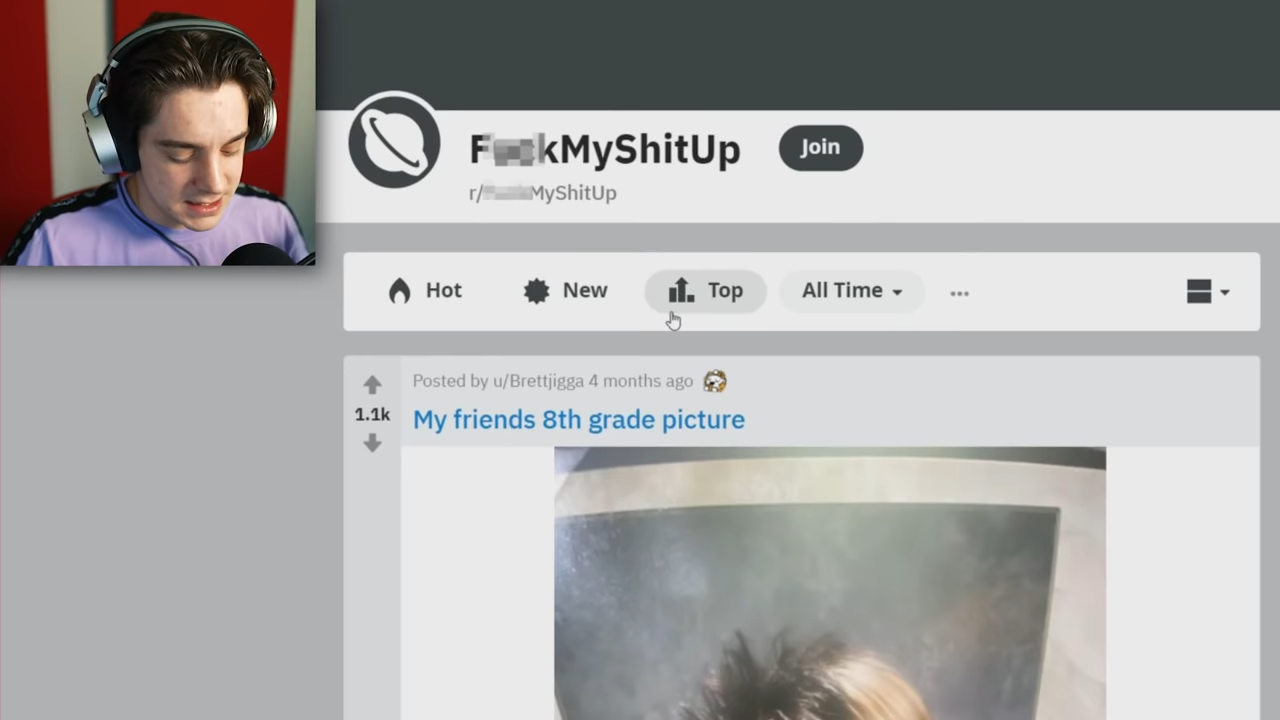 F kMyShitUp
Join
r/ MyShitUp
Hot
New
Top
All Time
...
Posted by u/Brettjigga 4 months ago
1.1k
My friends 8th grade picture